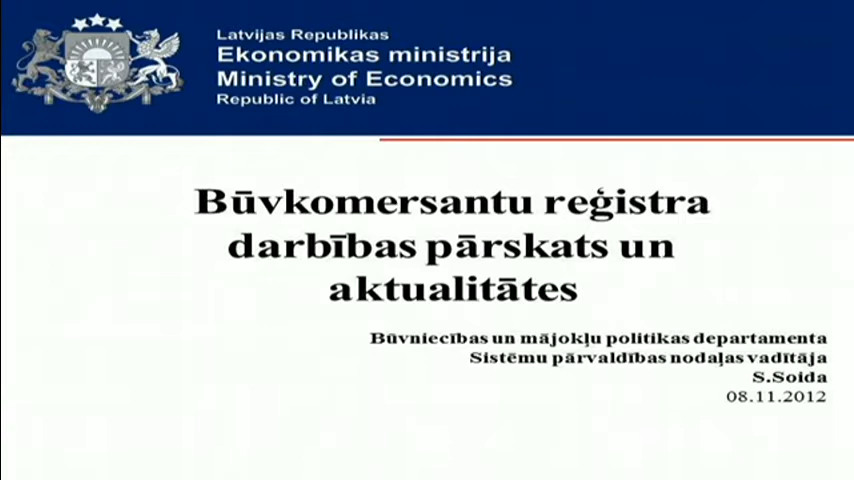 Latvijas Republikas
Ekonomikas ministrija
Ministry of Economics
Republic of Latvia
Būvkomersantu reģistra
darbības pārskats un
aktualitātes
Būvniecības un mājokļu politikas departamenta
Sistēmu pārvaldības nodaļas vadītāja
S.Soida
08.11.2012